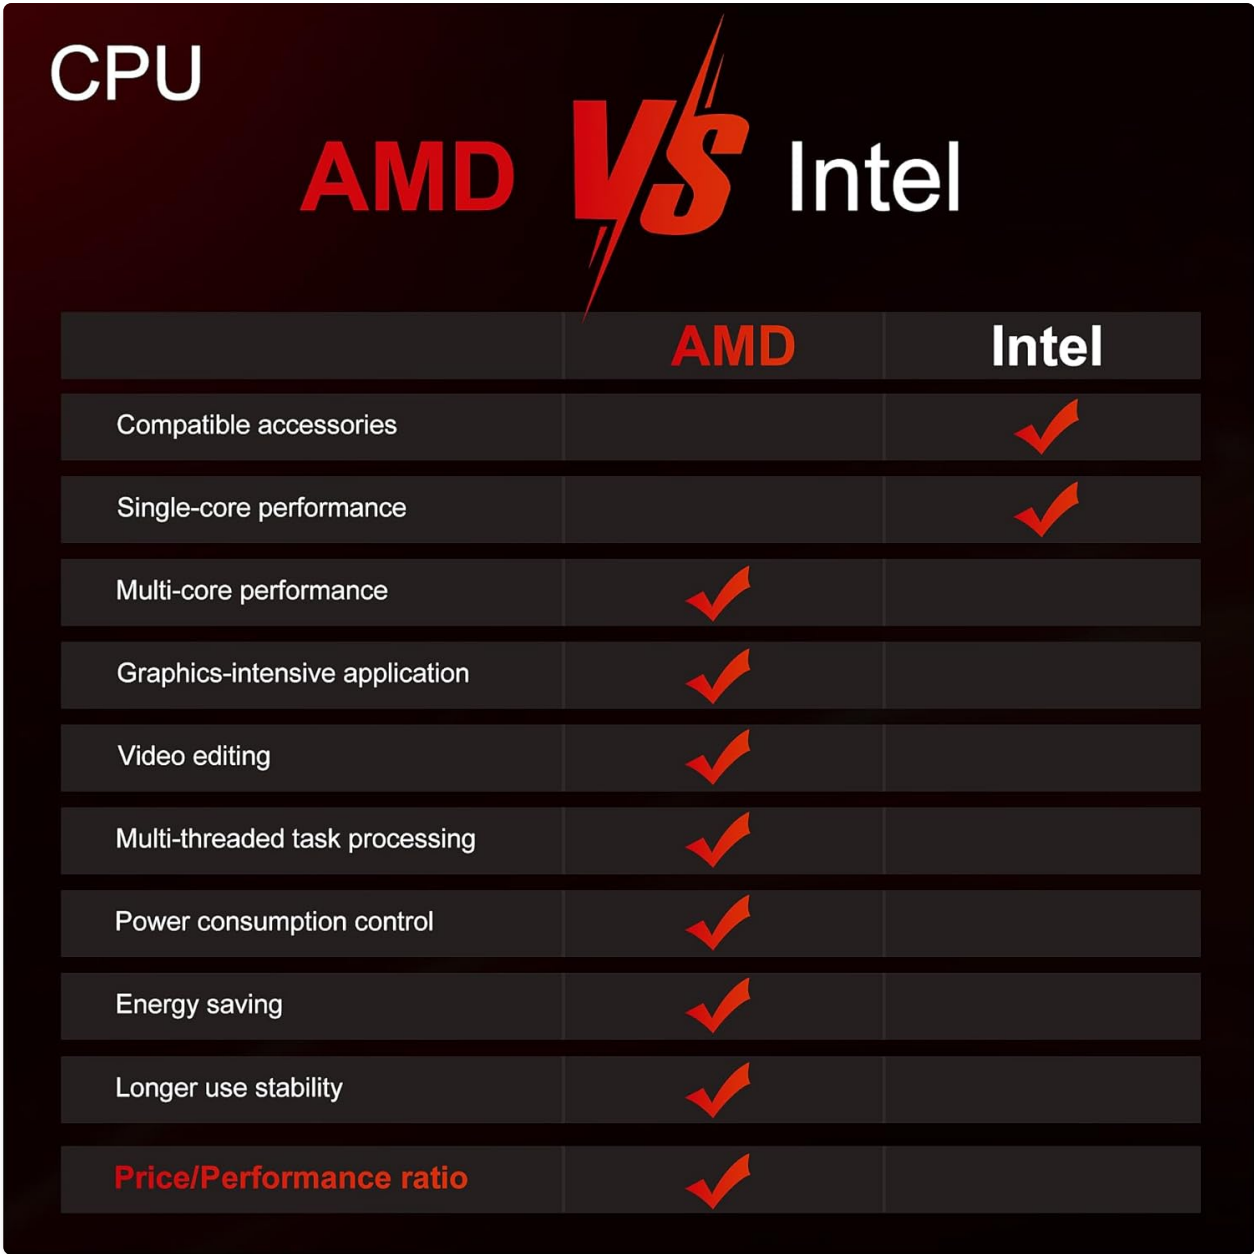 CPU
AMD VS Intel
AMD Intel
Compatible accessories
Single-core performance
Multi-core performance
Graphics-intensive application
Video editing
Multi-threaded task processing
Power consumption control
Energy saving
Longer use stability
Price/Performance ratio